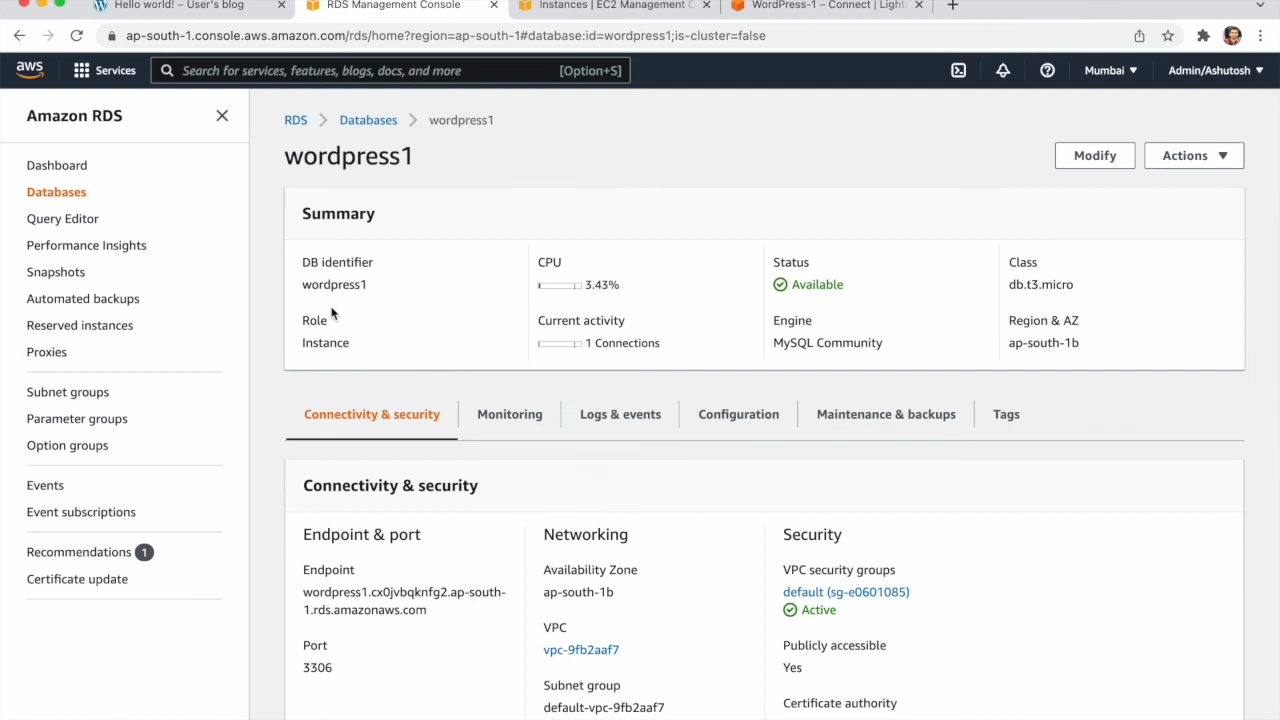 Hello world! – User's blog
RDS Management Console
Instances | EC2 Management C
WordPress-1 – Connect | Light
ap-south-1.console.aws.amazon.com/rds/home?region=ap-south-1#database:id=wordpress1;is-cluster=false
aws
Services
Search for services, features, blogs, docs, and more
[Option+S]
Mumbai
Admin/Ashutosh
Amazon RDS
Dashboard
Databases
Query Editor
Performance Insights
Snapshots
Automated backups
Reserved instances
Proxies
Subnet groups
Parameter groups
Option groups
Events
Event subscriptions
Recommendations 1
Certificate update
RDS > Databases > wordpress1
wordpress1
Modify
Actions
Summary
DB identifier
wordpress1
Role
Instance
CPU
3.43%
Current activity
1 Connections
Status
Available
Engine
MySQL Community
Class
db.t3.micro
Region & AZ
ap-south-1b
Connectivity & security
Monitoring
Logs & events
Configuration
Maintenance & backups
Tags
Connectivity & security
Endpoint & port
Endpoint
wordpress1.cx0jvbqknfg2.ap-south-
1.rds.amazonaws.com
Port
3306
Networking
Availability Zone
ap-south-1b
VPC
vpc-9fb2aaf7
Subnet group
default-vpc-9fb2aaf7
Security
VPC security groups
default (sg-e0601085)
Active
Publicly accessible
Yes
Certificate authority